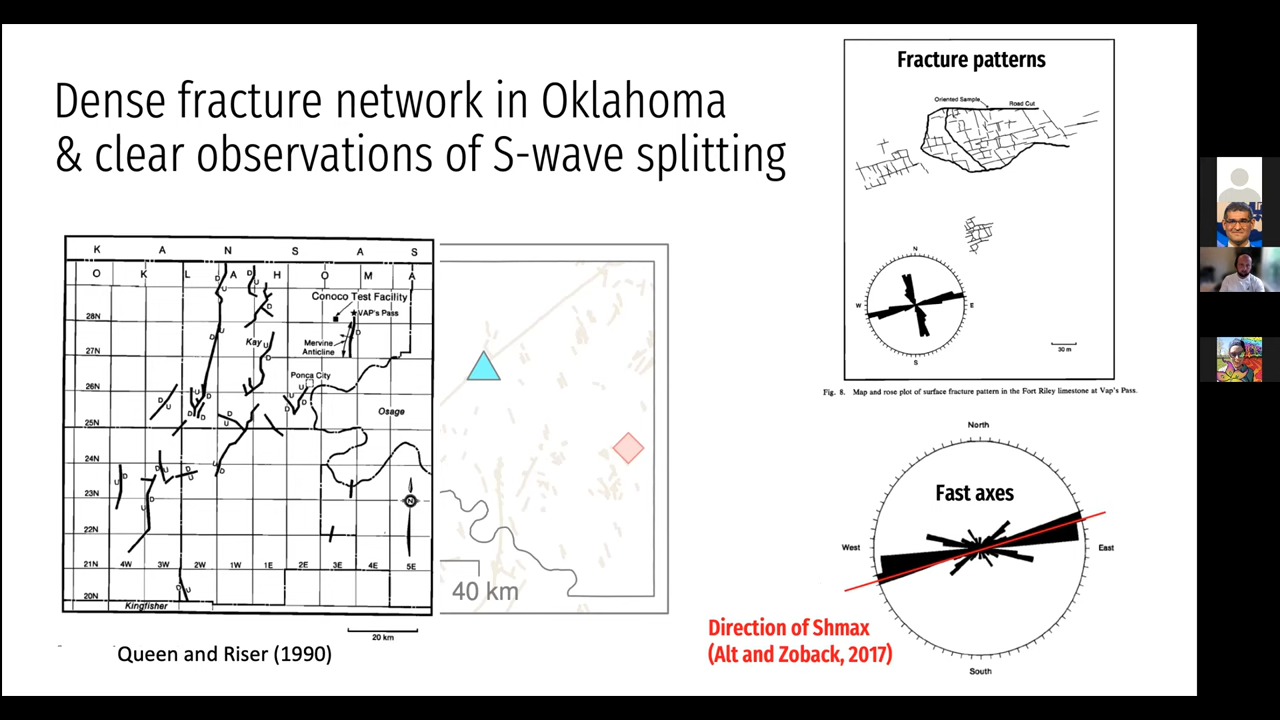 Dense fracture network in Oklahoma
& clear observations of S-wave splitting
K A N S A S
O K L A H O M A
D
U
D
U
D
Conoco Test Facility
VAP's Pass
28N
D
U
D
Kay U
D
Mervine
Anticline
27N
Ponca City
26N
U
D
U
D
U
D
D
U
D
Osage
25N
24N
U
D
D
U
D
U
U
D
N
23N
U
D
22N
21N
4W 3W 2W 1W 1E 2E 3E 4E 5E
20N
D
U
Kingfisher
20 km
Queen and Riser (1990)
40 km
Fracture patterns
Oriented Sample
Road Cut
N
W
E
S
30 m
Fig. 8. Map and rose plot of surface fracture pattern in the Fort Riley limestone at Vap's Pass.
North
Fast axes
West
East
South
Direction of Shmax
(Alt and Zoback, 2017)